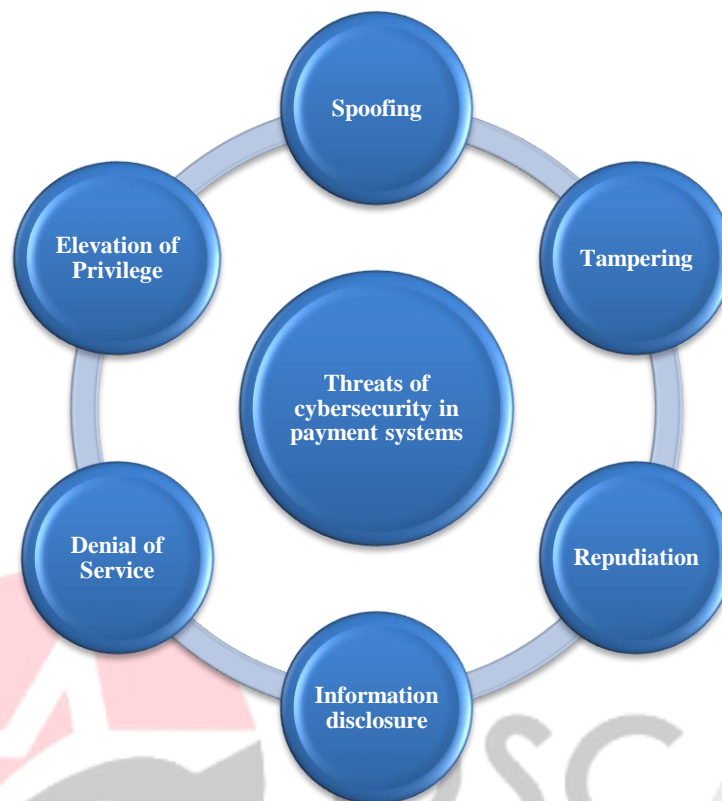 Spoofing
Tampering
Repudiation
Information
disclosure
Denial of
Service
Elevation of
Privilege
Threats of
cybersecurity in
payment systems